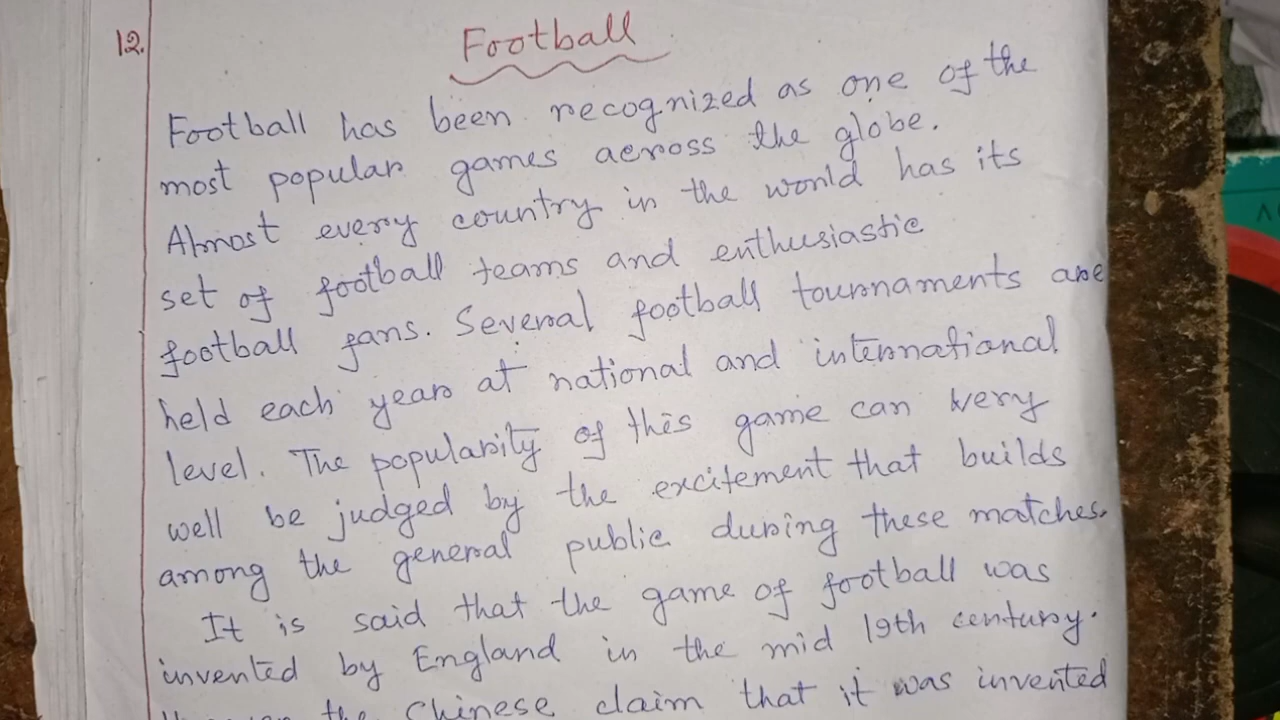 12.
Football
Football has been recognized as one of the
most popular games across the globe.
Almost every country in the world has its
set of football teams and enthusiastic
football fans. Several football tournaments are
held each year at national and international
level. The popularity of this game can very
well be judged by the excitement that builds
among the general public during these matches.
It is said that the game of football was
invented by England in the mid 19th century.
the Chinese claim that it was invented